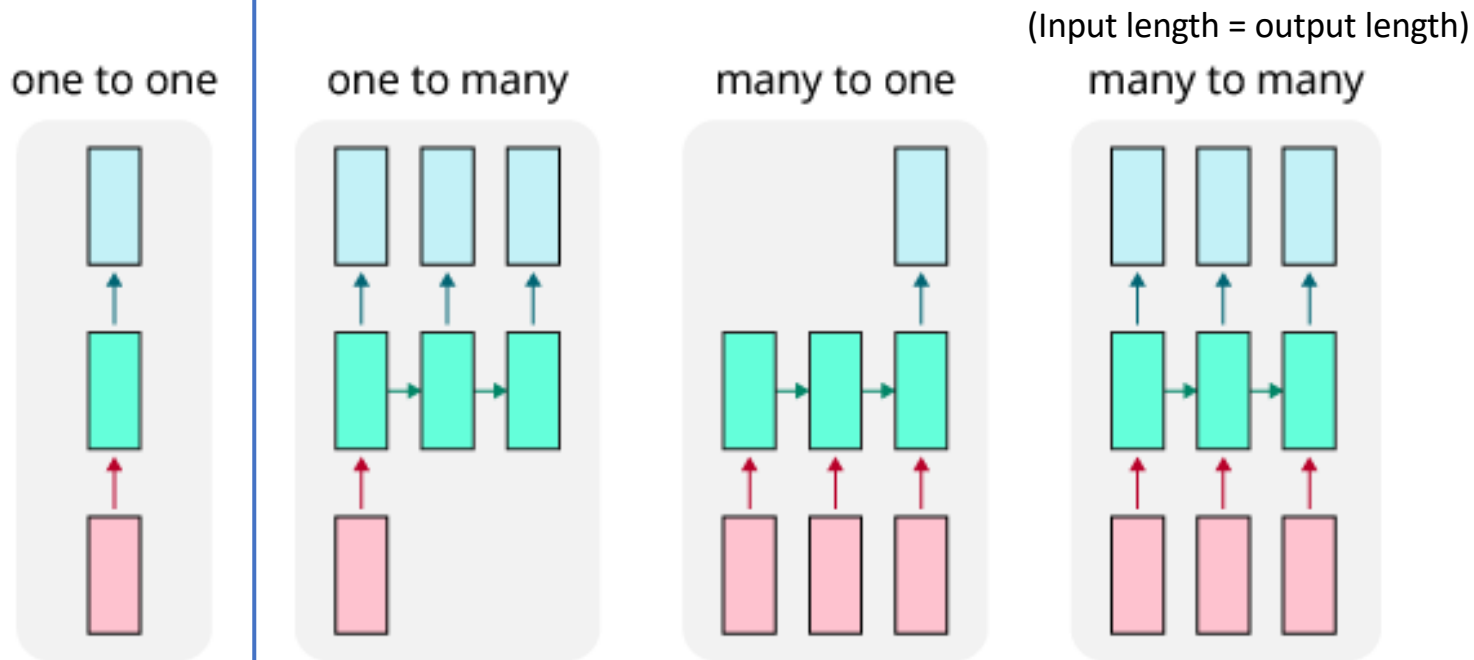 (Input length = output length)
one to one
one to many
many to one
many to many